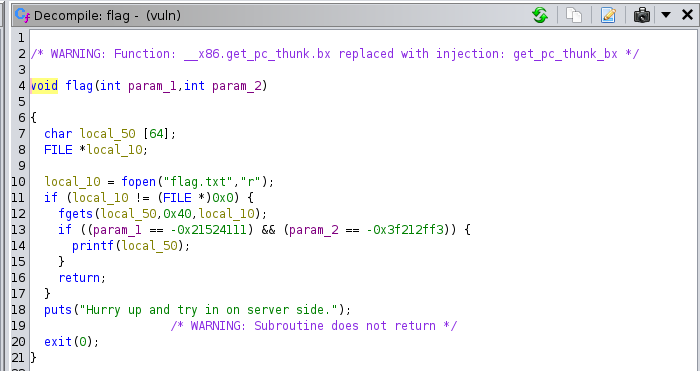 Decompile: flag - (vuln)
1
2 /* WARNING: Function: __x86.get_pc_thunk.bx replaced with injection: get_pc_thunk_bx */
3
4 void flag(int param_1,int param_2)
5
6 {
7 char local_50 [64];
8 FILE *local_10;
9
10 local_10 = fopen("flag.txt","r");
11 if (local_10 != (FILE *)0x0) {
12 fgets(local_50,0x40,local_10);
13 if ((param_1 == -0x21524111) && (param_2 == -0x3f212ff3)) {
14 printf(local_50);
15 }
16 return;
17 }
18 puts("Hurry up and try in on server side.");
19 /* WARNING: Subroutine does not return */
20 exit(0);
21 }